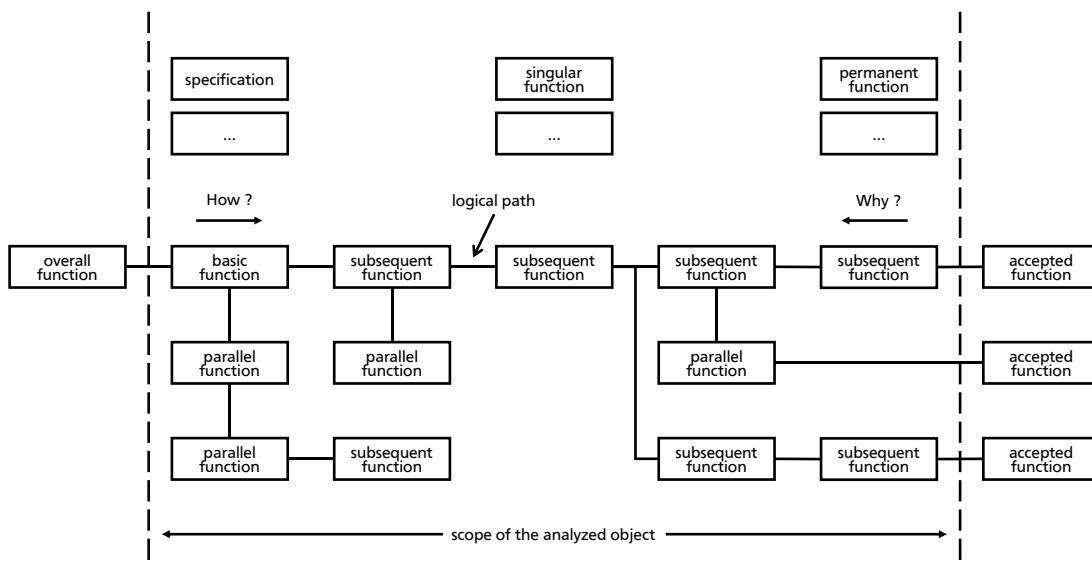 specification
singular
function
permanent
function
...
...
...
How ?
logical path
Why ?
overall
function
basic
function
subsequent
function
subsequent
function
subsequent
function
subsequent
function
accepted
function
parallel
function
parallel
function
parallel
function
accepted
function
parallel
function
subsequent
function
subsequent
function
subsequent
function
accepted
function
scope of the analyzed object